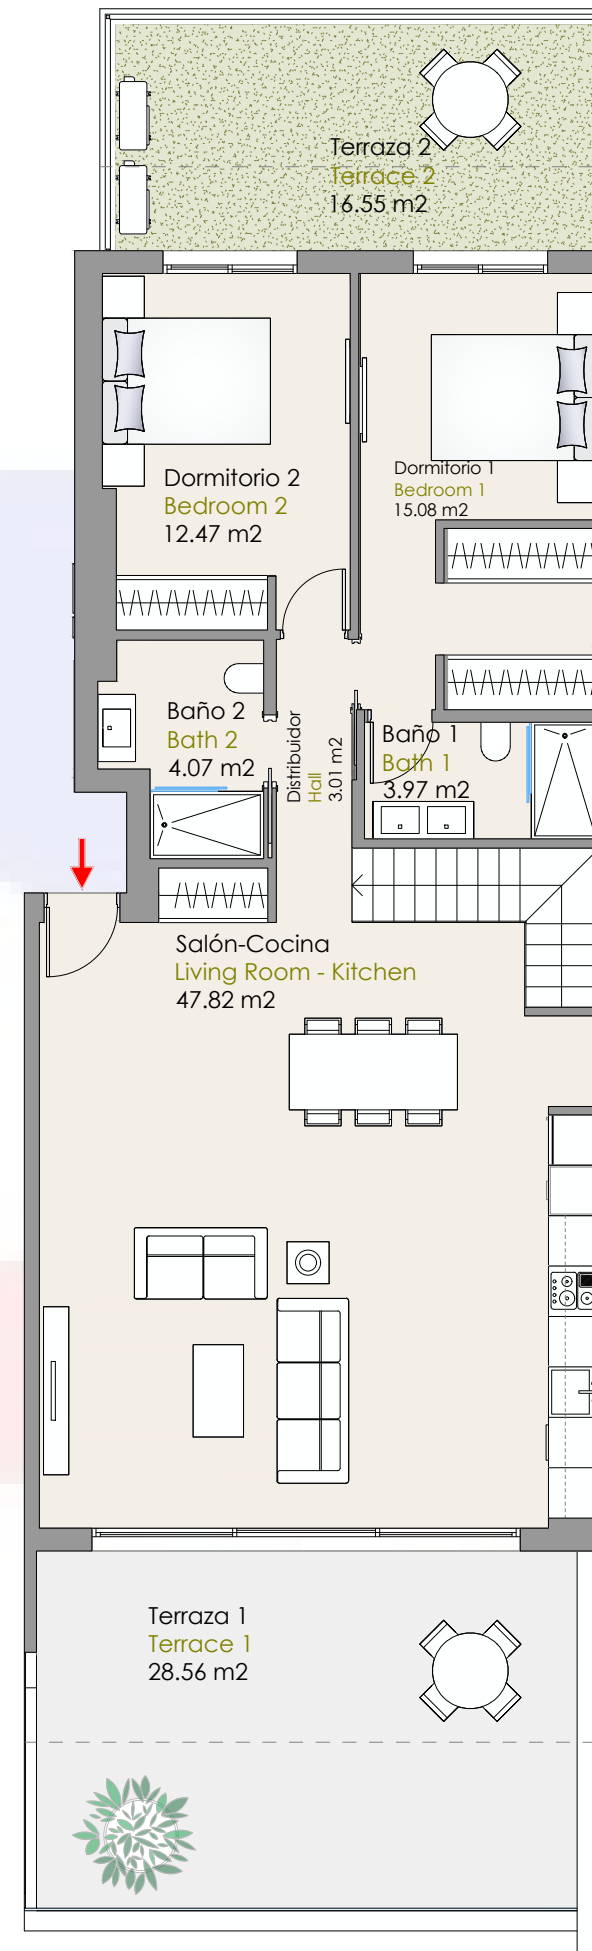 Terraza 2
Terrace 2
16.55 m2
Dormitorio 2
Bedroom 2
12.47 m2
Dormitorio 1
Bedroom 1
15.08 m2
Baño 2
Bath 2
4.07 m2
Distribuidor
Hall
3.01 m2
Baño 1
Bath 1
3.97 m2
Salón-Cocina
Living Room - Kitchen
47.82 m2
Terraza 1
Terrace 1
28.56 m2